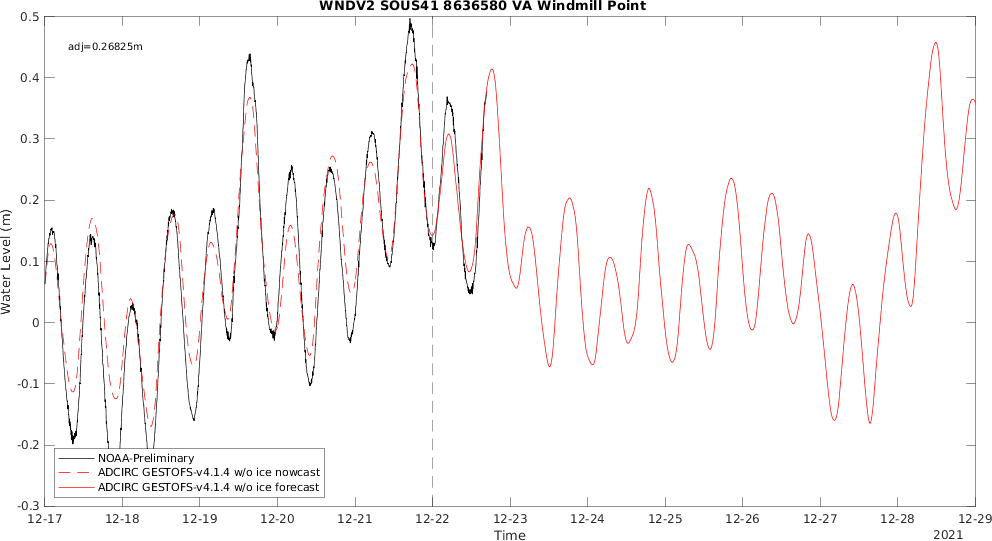 WNDV2 SOUS41 8636580 VA Windmill Point
adj=0.26825m
Water Level (m)
0.5
0.4
0.3
0.2
0.1
0
-0.1
-0.2
-0.3
NOAA-Preliminary
ADCIRC GESTOFS-v4.1.4 w/o ice nowcast
ADCIRC GESTOFS-v4.1.4 w/o ice forecast
12-17 12-18 12-19 12-20 12-21 12-22 12-23 12-24 12-25 12-26 12-27 12-28 12-29
Time
2021